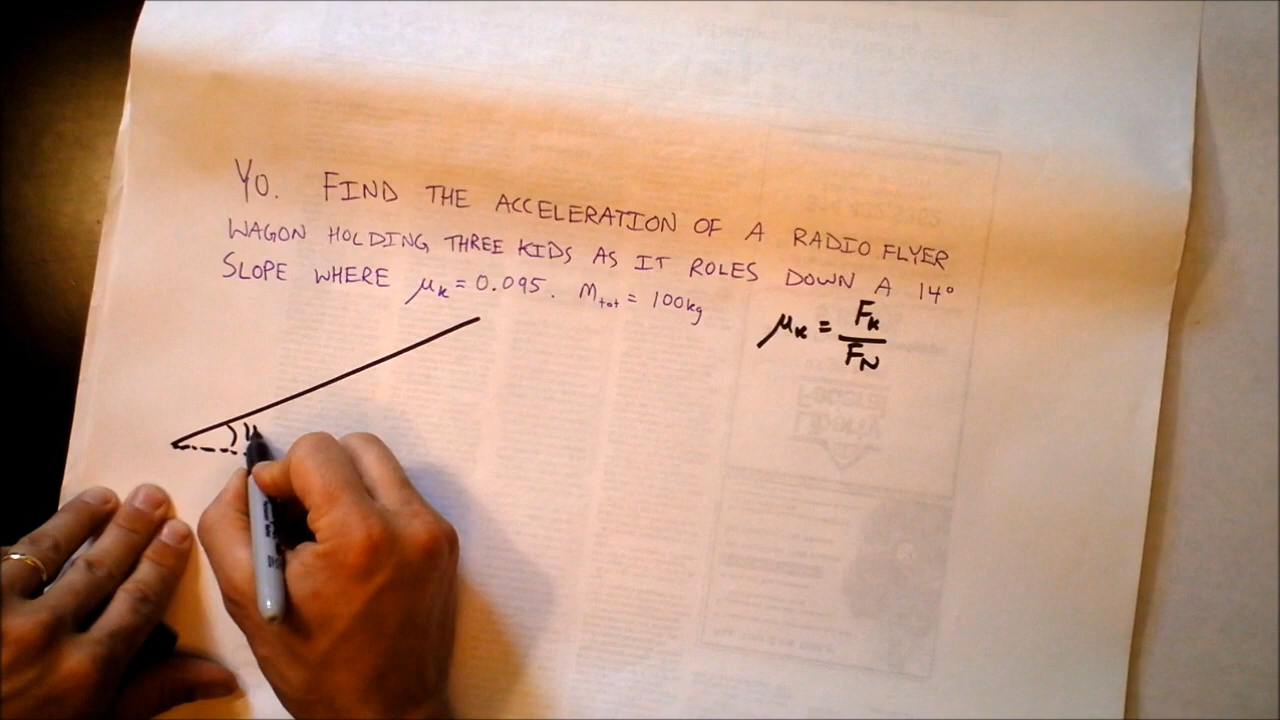 YO. FIND THE ACCELERATION OF A RADIO FLYER
WAGON HOLDING THREE KIDS AS IT ROLES DOWN A 14°
SLOPE WHERE μk = 0.095. Mtot = 100kg
μk = Fk / FN